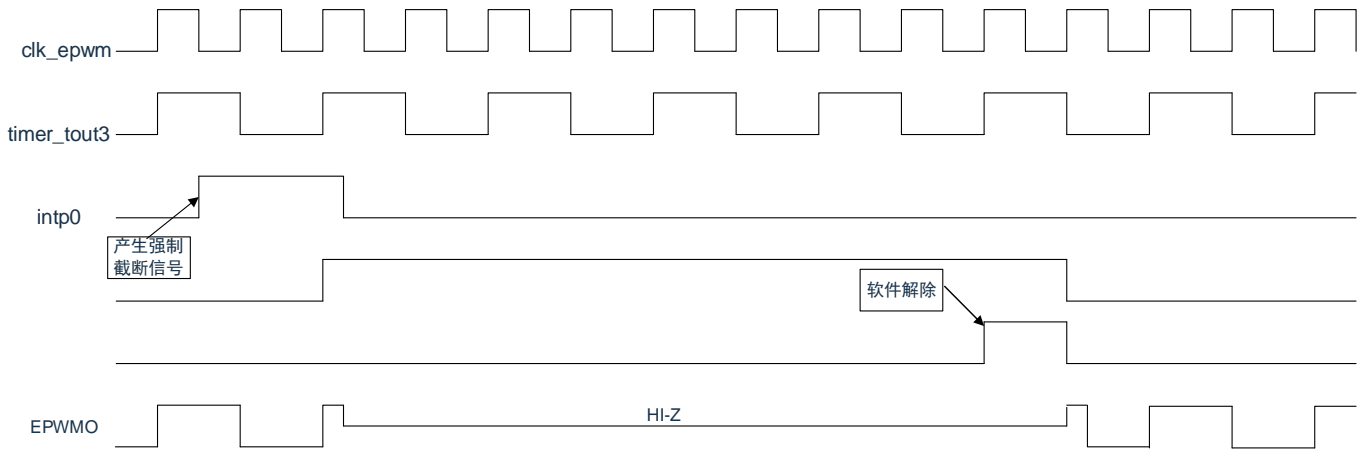 clk_epwm
timer_tout3
intp0
产生强制
截断信号
软件解除
HI-Z
EPWMO